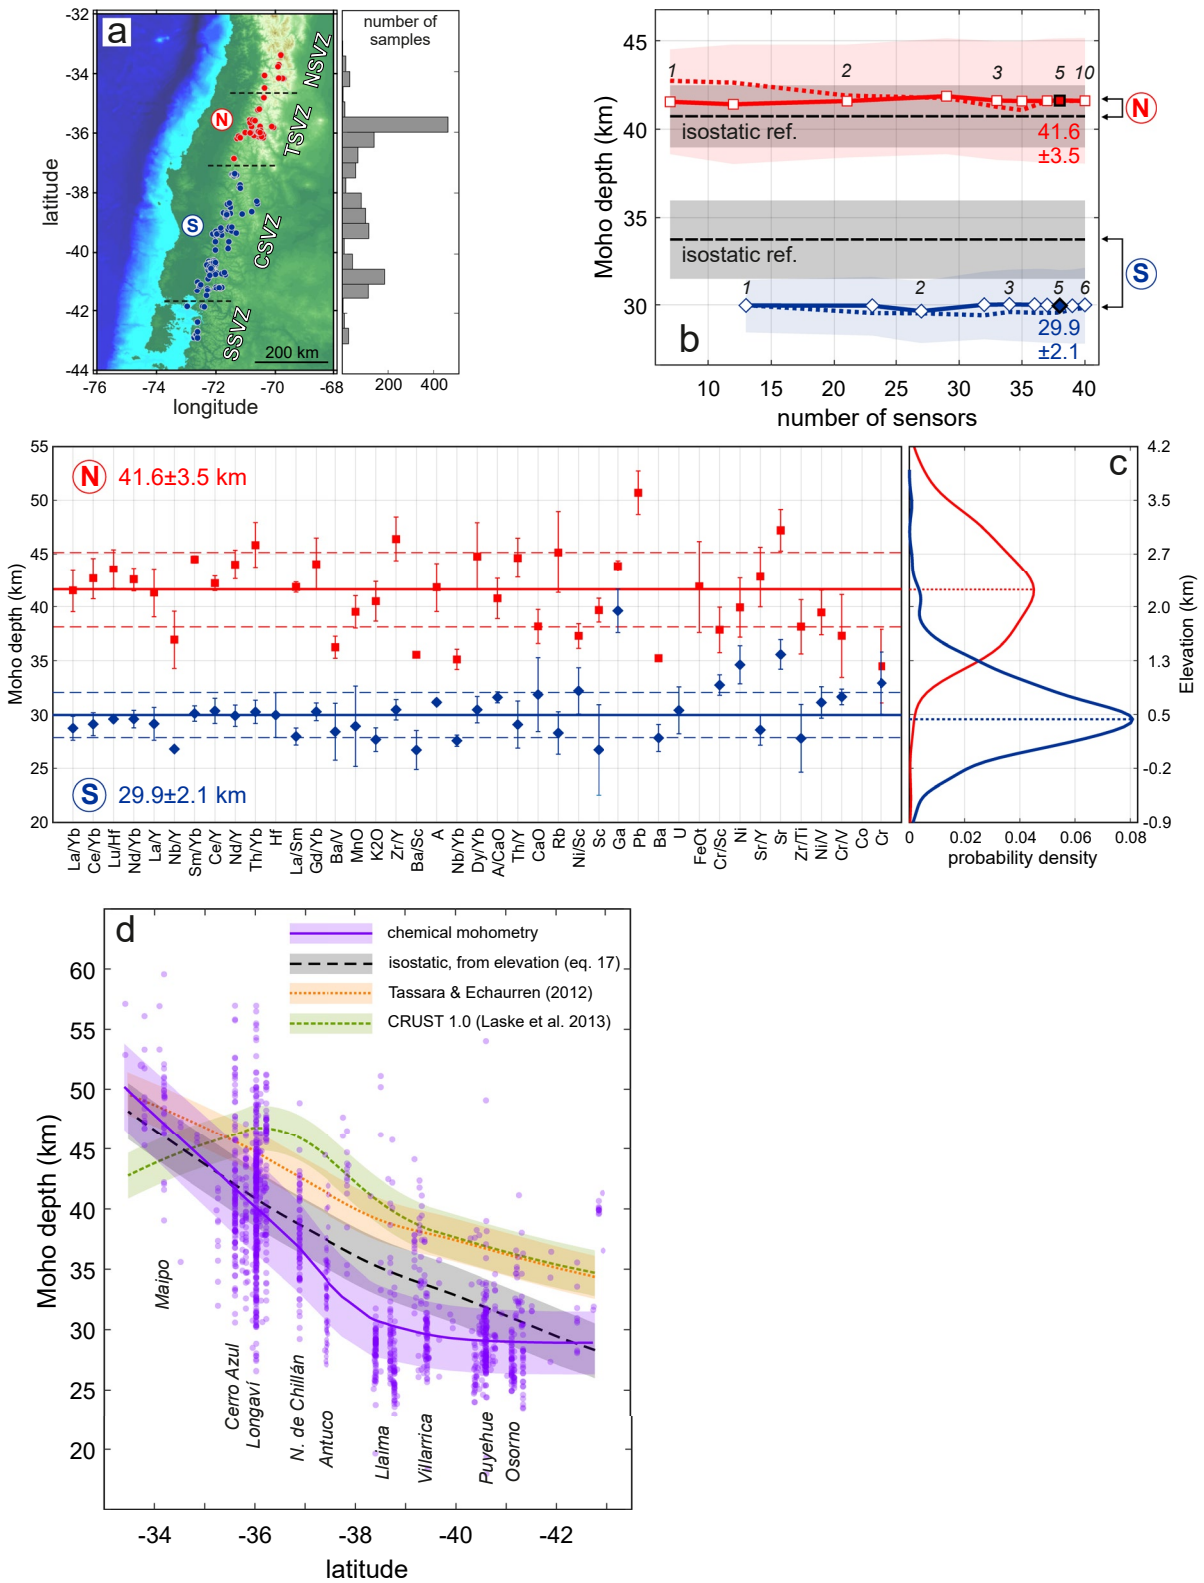 a
-32
-34
-36
-38
-40
-42
-44
latitude
-76
-74
-72
-70
-68
longitude
N
S
NSVZ
TSVZ
CSVZ
SSVZ
200 km
number of
samples
200
400
45
40
35
30
Moho depth (km)
1
2
3
5
10
isostatic ref.
41.6
±3.5
N
isostatic ref.
1
2
3
5
6
29.9
±2.1
S
b
10
15
20
25
30
35
40
number of sensors
55
50
45
40
35
30
25
20
Moho depth (km)
N 41.6±3.5 km
S 29.9±2.1 km
La/Yb
Ce/Yb
Lu/Hf
Nd/Yb
La/Y
Nb/Y
Sm/Yb
Ce/Y
Nd/Y
Th/Yb
Hf
La/Sm
Gd/Yb
Ba/V
MnO
K2O
Zr/Y
Ba/Sc
A
Nb/Yb
Dy/Yb
A/CaO
Th/Y
CaO
Rb
Ni/Sc
Sc
Ga
Pb
Ba
U
FeOt
Cr/Sc
Ni
Sr/Y
Sr
Zr/Ti
Ni/V
Cr/V
Co
Cr
c
4.2
3.5
2.7
2.0
1.3
0.5
-0.2
-0.9
Elevation (km)
0
0.02
0.04
0.06
0.08
probability density
d
chemical mohometry
isostatic, from elevation (eq. 17)
Tassara & Echaurren (2012)
CRUST 1.0 (Laske et al. 2013)
60
55
50
45
40
35
30
25
20
Moho depth (km)
Maipo
Cerro Azul
Longaví
N. de Chillán
Antuco
Llaima
Villarrica
Puyehue
Osorno
-34
-36
-38
-40
-42
latitude